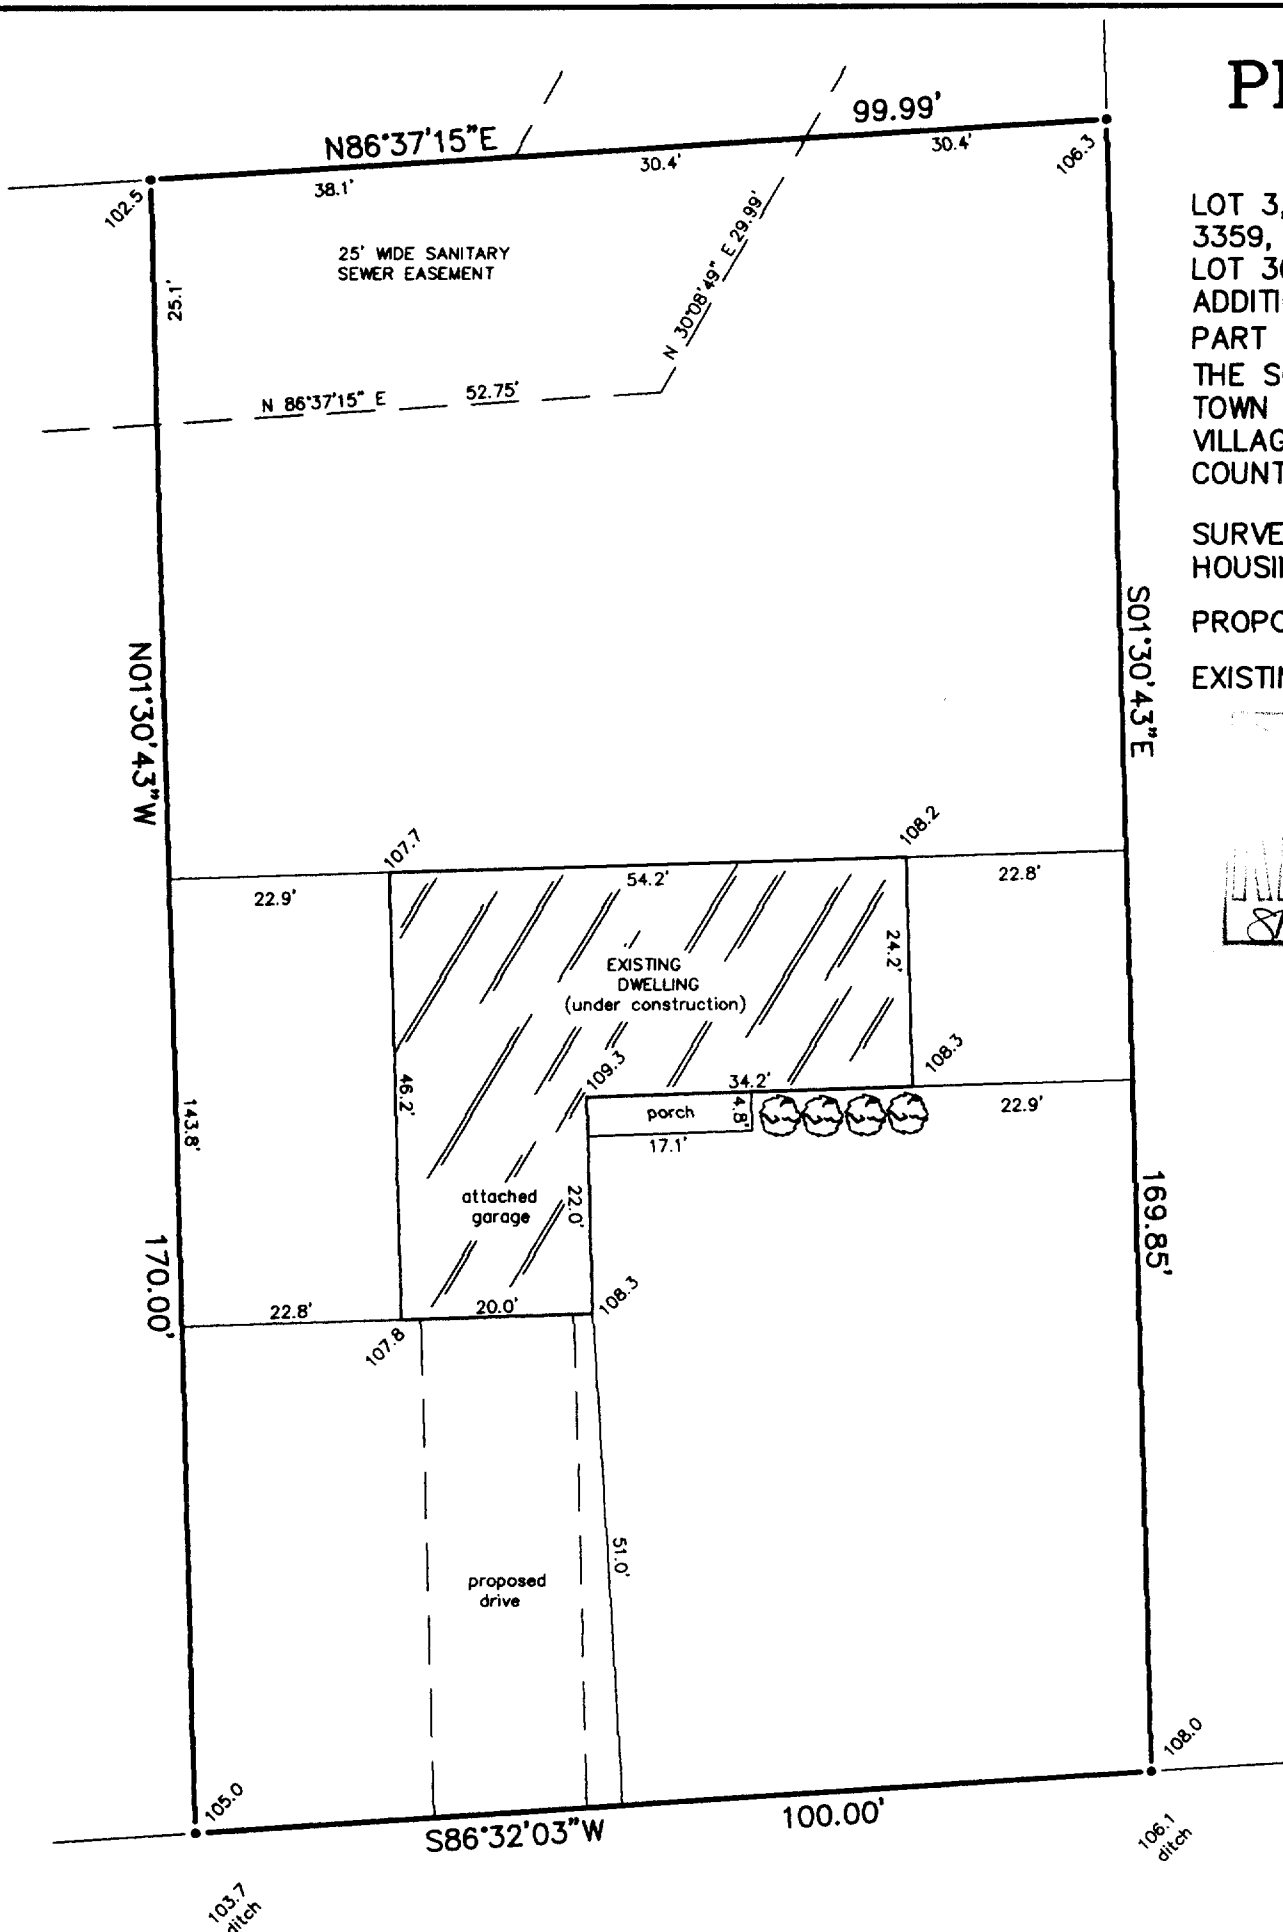 PL
N86°37'15"E
99.99'
38.1'
30.4'
30.4'
102.5
106.3
25' WIDE SANITARY
SEWER EASEMENT
25.1'
N 30°08'49" E 29.99'
N 86°37'15" E
52.75'
LOT 3,
3359,
LOT
ADDITI
PART
THE
TOWN
VILLAG
COUNT
SURVE
HOUSI
PROPO
EXISTI
N01°30'43"W
S01°30'43"E
107.7
108.2
22.9'
54.2'
22.8'
24.2'
EXISTING
DWELLING
(under construction)
109.3
108.3
46.2'
34.2'
porch
4.8'
22.9'
17.1'
143.8'
attached
garage
22.0'
170.00'
169.85'
22.8'
20.0'
108.3
107.8
51.0'
proposed
drive
105.0
108.0
S86°32'03"W
100.00'
103.7
ditch
106.1
ditch